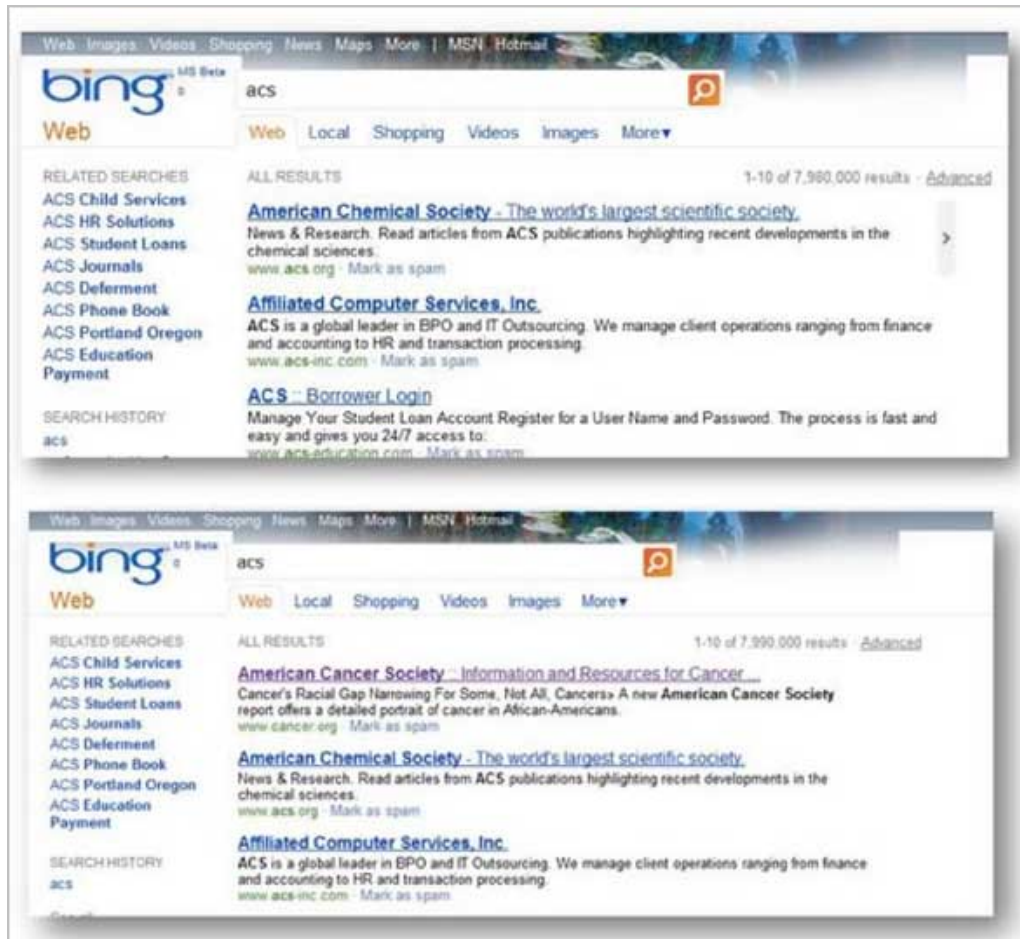 Web Images Videos Shopping News Maps More | MSN Hotmail
bing MS Beta
acs
Web
Web Local Shopping Videos Images More▾
RELATED SEARCHES
ACS Child Services
ACS HR Solutions
ACS Student Loans
ACS Journals
ACS Deferment
ACS Phone Book
ACS Portland Oregon
ACS Education
Payment
SEARCH HISTORY
acs
ALL RESULTS 1-10 of 7,980,000 results · Advanced
American Chemical Society - The world's largest scientific society.
News & Research. Read articles from ACS publications highlighting recent developments in the
chemical sciences.
www.acs.org · Mark as spam
Affiliated Computer Services, Inc.
ACS is a global leader in BPO and IT Outsourcing. We manage client operations ranging from finance
and accounting to HR and transaction processing.
www.acs-inc.com · Mark as spam
ACS :: Borrower Login
Manage Your Student Loan Account Register for a User Name and Password. The process is fast and
easy and gives you 24/7 access to:
www.acs-education.com · Mark as spam
Web Images Videos Shopping News Maps More | MSN Hotmail
bing MS Beta
acs
Web
Web Local Shopping Videos Images More▾
RELATED SEARCHES
ACS Child Services
ACS HR Solutions
ACS Student Loans
ACS Journals
ACS Deferment
ACS Phone Book
ACS Portland Oregon
ACS Education
Payment
SEARCH HISTORY
acs
ALL RESULTS 1-10 of 7,990,000 results · Advanced
American Cancer Society :: Information and Resources for Cancer ...
Cancer's Racial Gap Narrowing For Some, Not All, Cancers» A new American Cancer Society
report offers a detailed portrait of cancer in African-Americans.
www.cancer.org · Mark as spam
American Chemical Society - The world's largest scientific society.
News & Research. Read articles from ACS publications highlighting recent developments in the
chemical sciences.
www.acs.org · Mark as spam
Affiliated Computer Services, Inc.
ACS is a global leader in BPO and IT Outsourcing. We manage client operations ranging from finance
and accounting to HR and transaction processing.
www.acs-inc.com · Mark as spam